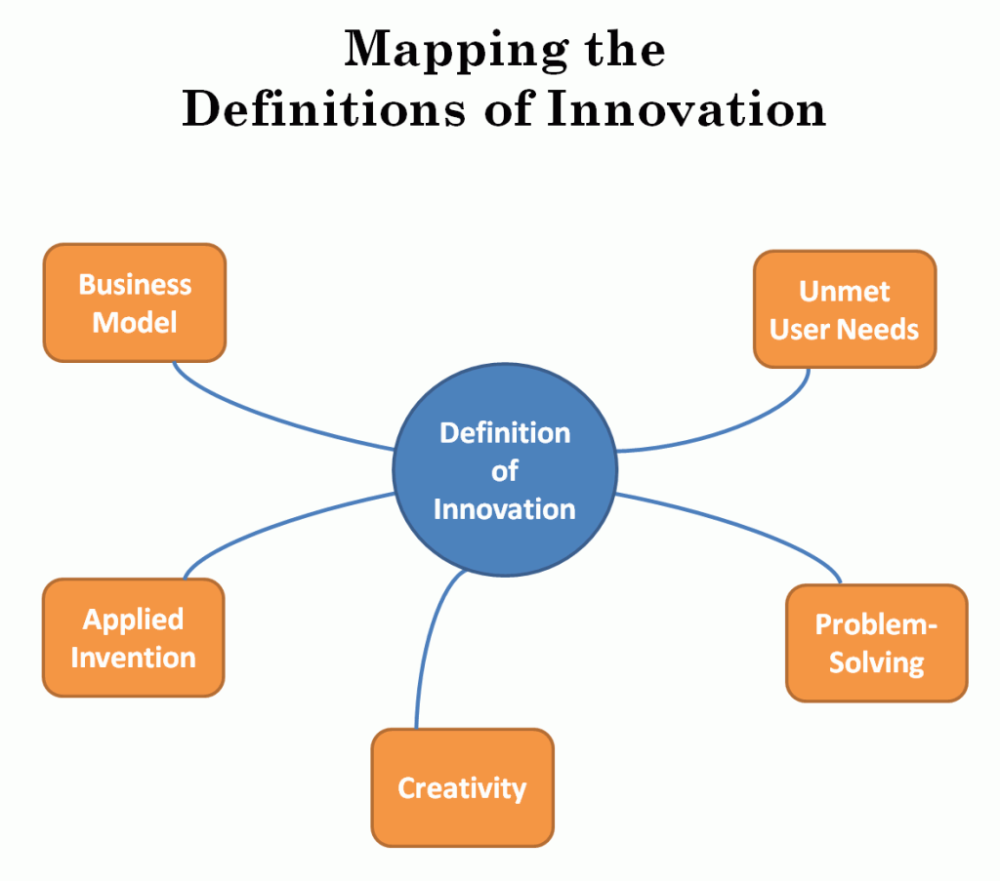 Mapping the
Definitions of Innovation
Business
Model
Unmet
User Needs
Definition
of
Innovation
Applied
Invention
Problem-
Solving
Creativity